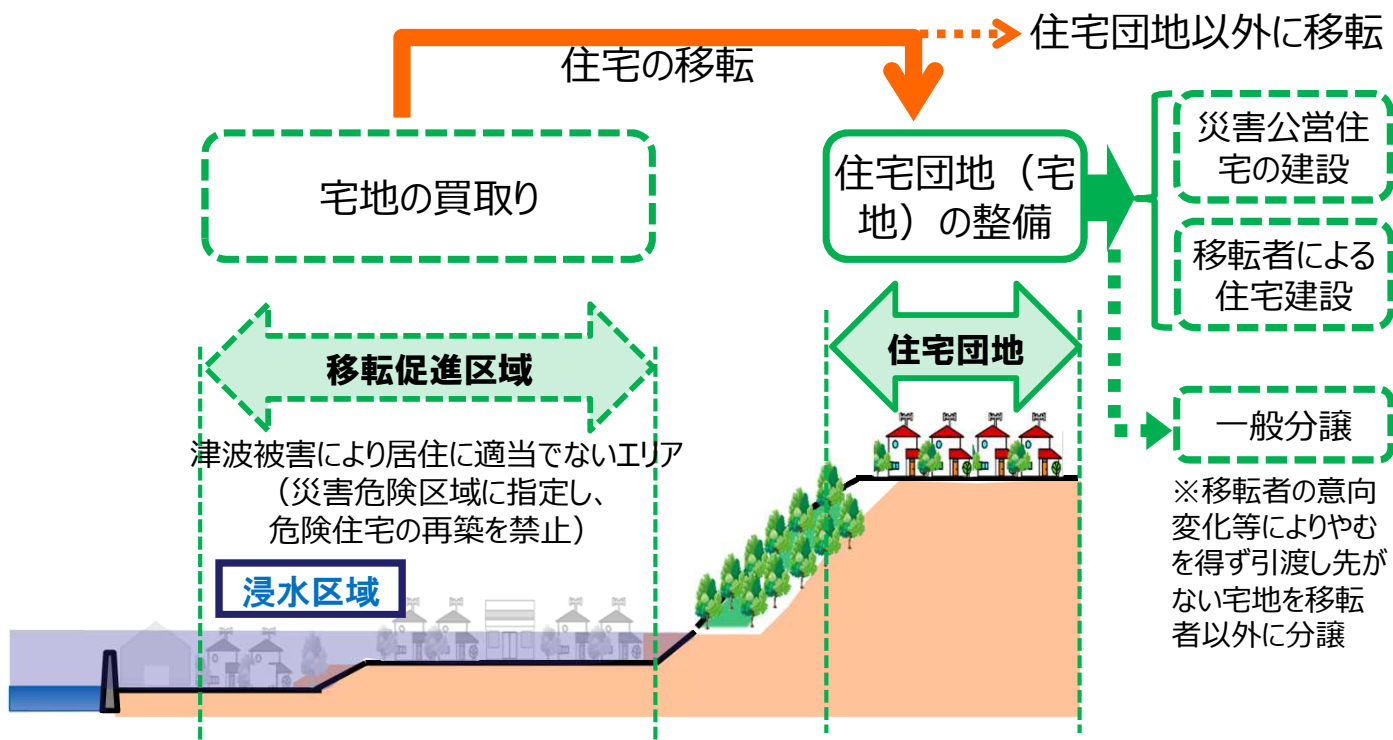 住宅団地以外に移転
住宅の移転
宅地の買取り
住宅団地（宅
地）の整備
災害公営住
宅の建設
移転者による
住宅建設
移転促進区域
住宅団地
津波被害により居住に適当でないエリア
（災害危険区域に指定し、
危険住宅の再築を禁止）
一般分譲
※移転者の意向
変化等によりやむ
を得ず引渡し先が
ない宅地を移転
者以外に分譲
浸水区域